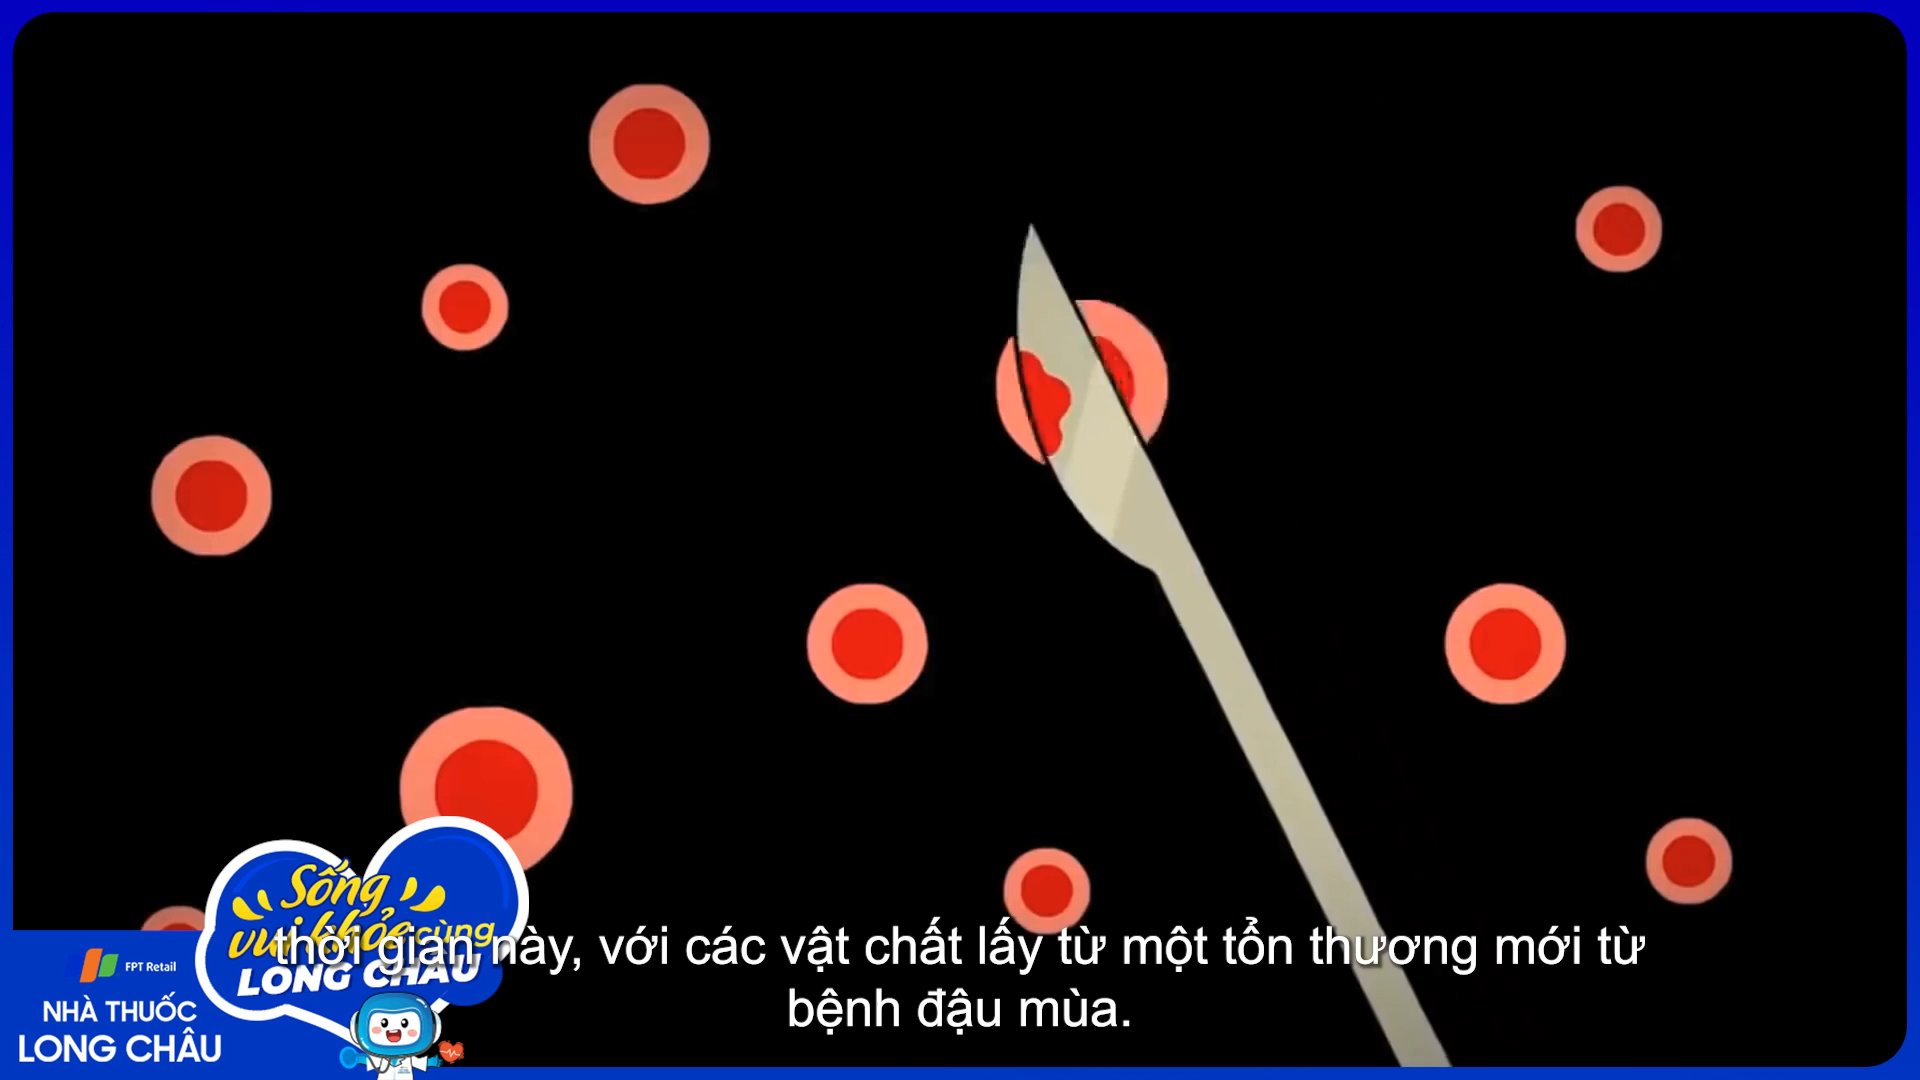 Sống
vui khỏe cùng
LONG CHÂU
thời gian này, với các vật chất lấy từ một tổn thương mới từ
bệnh đậu mùa.
FPT Retail
NHÀ THUỐC
LONG CHÂU